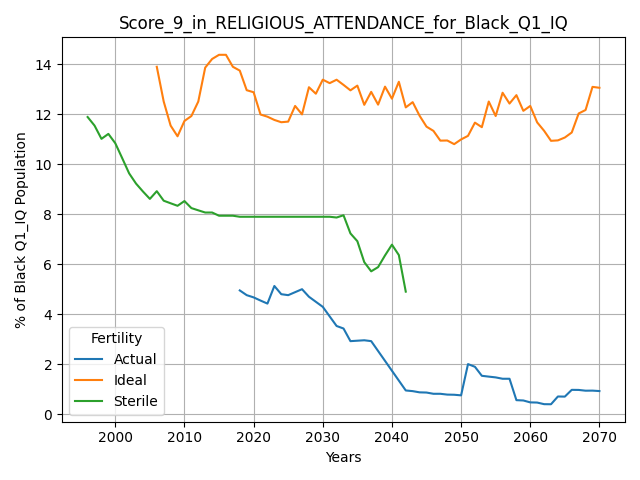 Score_9_in_RELIGIOUS_ATTENDANCE_for_Black_Q1_IQ
% of Black Q1_IQ Population
14
12
10
8
6
4
2
0
Fertility
Actual
Ideal
Sterile
2000 2010 2020 2030 2040 2050 2060 2070
Years